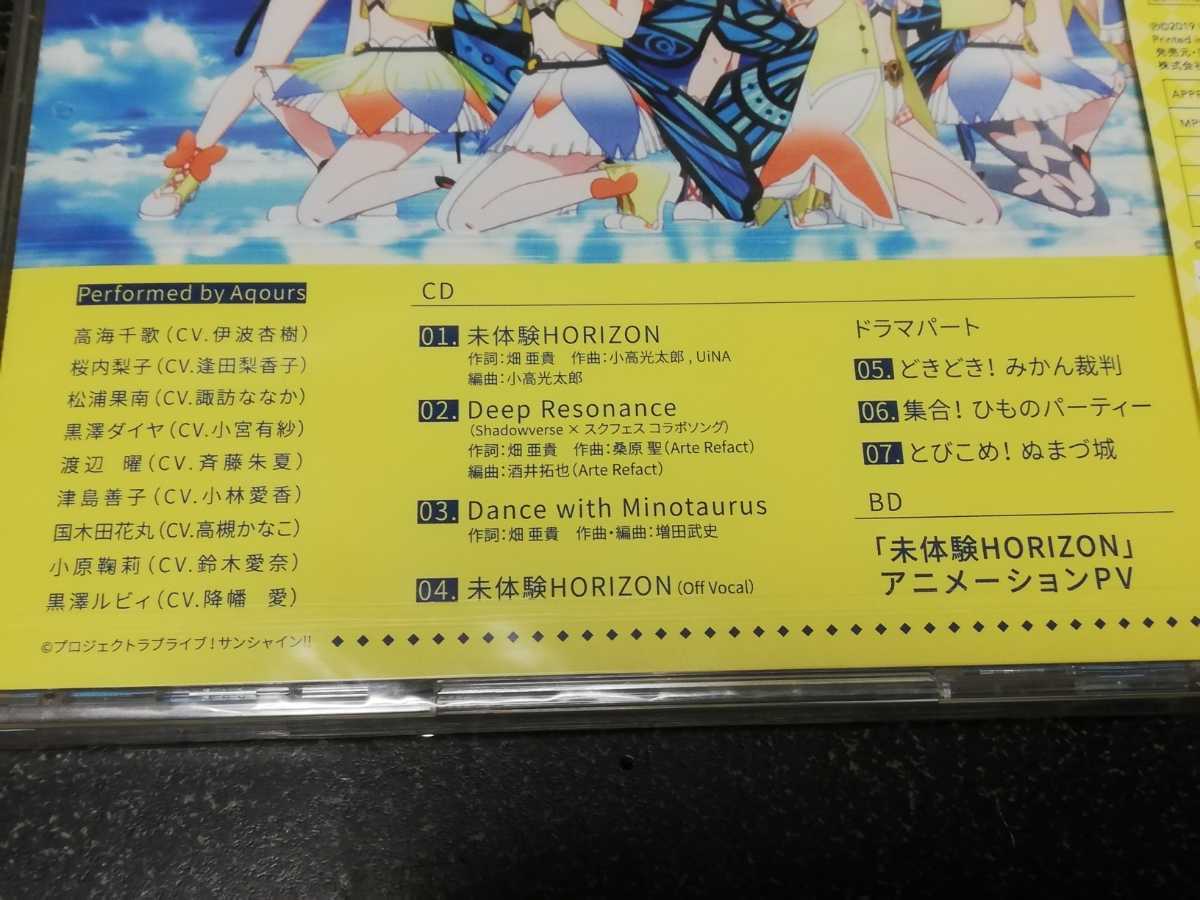 Performed by Aqours
高海千歌(CV.伊波杏樹)
桜内梨子(CV.逢田梨香子)
松浦果南(CV.諏訪ななか)
黒澤ダイヤ(CV.小宮有紗)
渡辺 曜(CV.斉藤朱夏)
津島善子(CV.小林愛香)
国木田花丸(CV.高槻かなこ)
小原鞠莉(CV.鈴木愛奈)
黒澤ルビィ(CV.降幡 愛)
©プロジェクトラブライブ!サンシャイン!!
CD
01. 未体験HORIZON
作詞:畑 亜貴 作曲:小高光太郎 , UiNA
編曲:小高光太郎
02. Deep Resonance
(Shadowverse × スクフェス コラボソング)
作詞:畑 亜貴 作曲:桑原 聖(Arte Refact)
編曲:酒井拓也(Arte Refact)
03. Dance with Minotaurus
作詞:畑 亜貴 作曲・編曲:増田武史
04. 未体験HORIZON(Off Vocal)
ドラマパート
05. どきどき! みかん裁判
06. 集合! ひものパーティー
07. とびこめ! ぬまづ城
BD
「未体験HORIZON」
アニメーションPV
℗©2019
Printed in
発売元・
株式会社